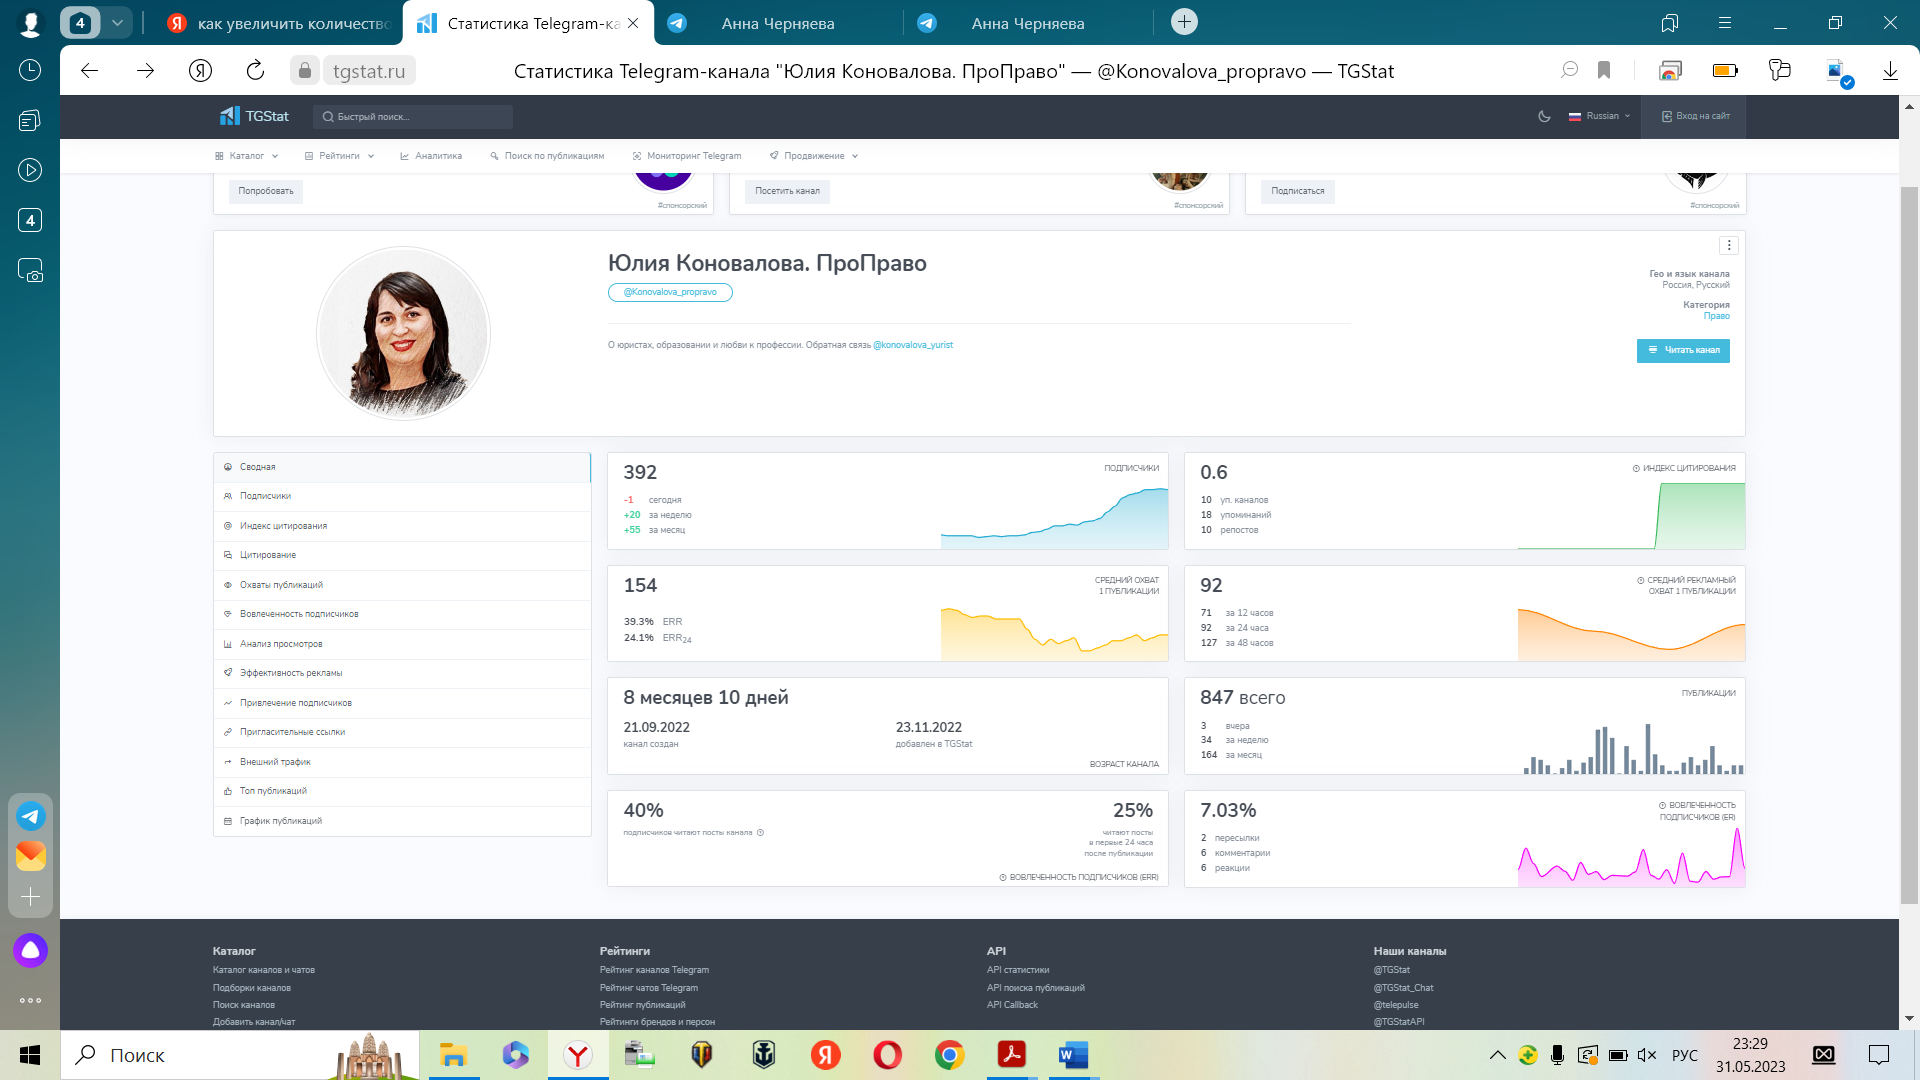 4
как увеличить количество
Статистика Telegram-ка
Анна Черняева
Анна Черняева
tgstat.ru
Статистика Telegram-канала "Юлия Коновалова. ПроПраво" — @Konovalova_propravo — TGStat
TGStat
Быстрый поиск...
Russian
Вход на сайт
Каталог
Рейтинги
Аналитика
Поиск по публикациям
Мониторинг Telegram
Продвижение
Попробовать
#спонсорский
Посетить канал
#спонсорский
Подписаться
#спонсорский
4
Юлия Коновалова. ПроПраво
@Konovalova_propravo
О юристах, образовании и любви к профессии. Обратная связь @konovalova_yurist
Гео и язык канала
Россия, Русский
Категория
Право
Читать канал
Сводная
Подписчики
Индекс цитирования
Цитирование
Охваты публикаций
Вовлеченность подписчиков
Анализ просмотров
Эффективность рекламы
Привлечение подписчиков
Пригласительные ссылки
Внешний трафик
Топ публикаций
График публикаций
392
ПОДПИСЧИКИ
-1 сегодня
+20 за неделю
+55 за месяц
0.6
ИНДЕКС ЦИТИРОВАНИЯ
10 уп. каналов
18 упоминаний
10 репостов
154
СРЕДНИЙ ОХВАТ
1 ПУБЛИКАЦИИ
39.3% ERR
24.1% ERR24
92
СРЕДНИЙ РЕКЛАМНЫЙ
ОХВАТ 1 ПУБЛИКАЦИИ
71 за 12 часов
92 за 24 часа
127 за 48 часов
8 месяцев 10 дней
21.09.2022
канал создан
23.11.2022
добавлен в TGStat
ВОЗРАСТ КАНАЛА
847 всего
ПУБЛИКАЦИИ
3 вчера
34 за неделю
164 за месяц
40%
подписчиков читают посты канала
25%
читают посты
в первые 24 часа
после публикации
ВОВЛЕЧЕННОСТЬ ПОДПИСЧИКОВ (ERR)
7.03%
ВОВЛЕЧЕННОСТЬ
ПОДПИСЧИКОВ (ER)
2 пересылки
6 комментарии
6 реакции
Каталог
Каталог каналов и чатов
Подборки каналов
Поиск каналов
Добавить канал/чат
Рейтинги
Рейтинг каналов Telegram
Рейтинг чатов Telegram
Рейтинг публикаций
Рейтинги брендов и персон
API
API статистики
API поиска публикаций
API Callback
Наши каналы
@TGStat
@TGStat_Chat
@telepulse
@TGStatAPI
Поиск
РУС
23:29
31.05.2023